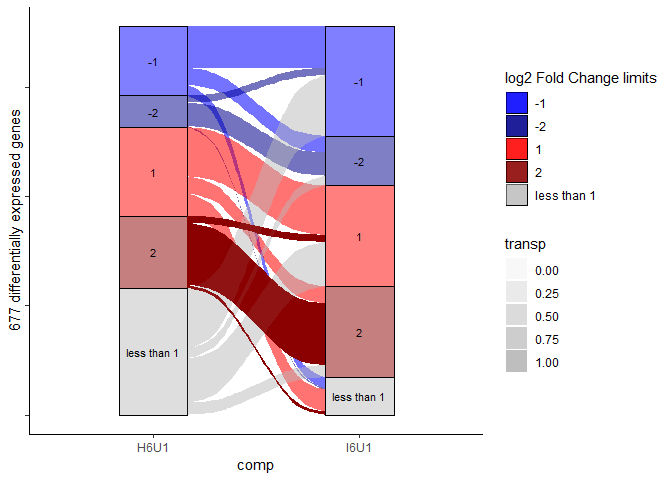 677 differentially expressed genes
-1
-2
1
2
less than 1
-1
-2
1
2
less than 1
H6U1
I6U1
comp
log2 Fold Change limits
-1
-2
1
2
less than 1
transp
0.00
0.25
0.50
0.75
1.00